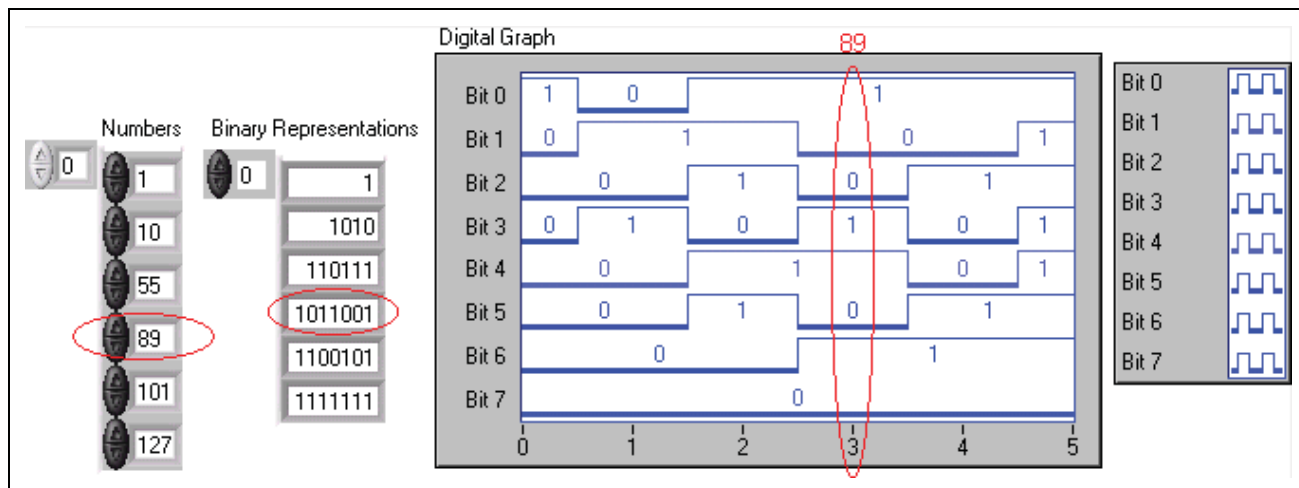 Digital Graph
89
Numbers
Binary Representations
0
1
10
55
89
101
127
0
1
1010
110111
1011001
1100101
1111111
Bit 0 1 0 1
Bit 1 0 1 0 1
Bit 2 0 1 0 1
Bit 3 0 1 0 1 0 1
Bit 4 0 1 0 1
Bit 5 0 1 0 1
Bit 6 0 1
Bit 7 0
0 1 2 3 4 5
Bit 0
Bit 1
Bit 2
Bit 3
Bit 4
Bit 5
Bit 6
Bit 7